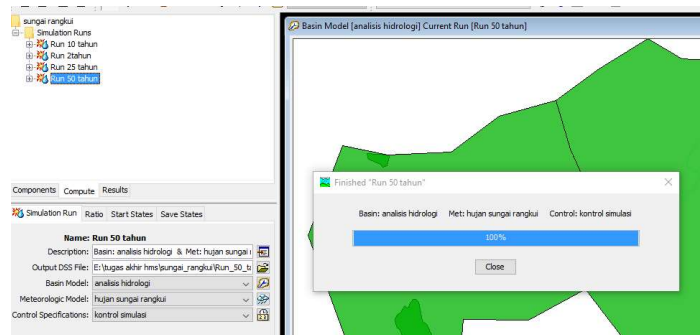 sungai rangkui
Simulation Runs
Run 10 tahun
Run 2tahun
Run 25 tahun
Run 50 tahun
Components Compute Results
Simulation Run Ratio Start States Save States
Name: Run 50 tahun
Description: Basin: analisis hidrologi & Met: hujan sungai
Output DSS File: E:\tugas akhir hms\sungai_rangkui\Run_50_ta
Basin Model: analisis hidrologi
Meteorologic Model: hujan sungai rangkui
Control Specifications: kontrol simulasi
Basin Model [analisis hidrologi] Current Run [Run 50 tahun]
Finished "Run 50 tahun"
Basin: analisis hidrologi Met: hujan sungai rangkui Control: kontrol simulasi
100%
Close